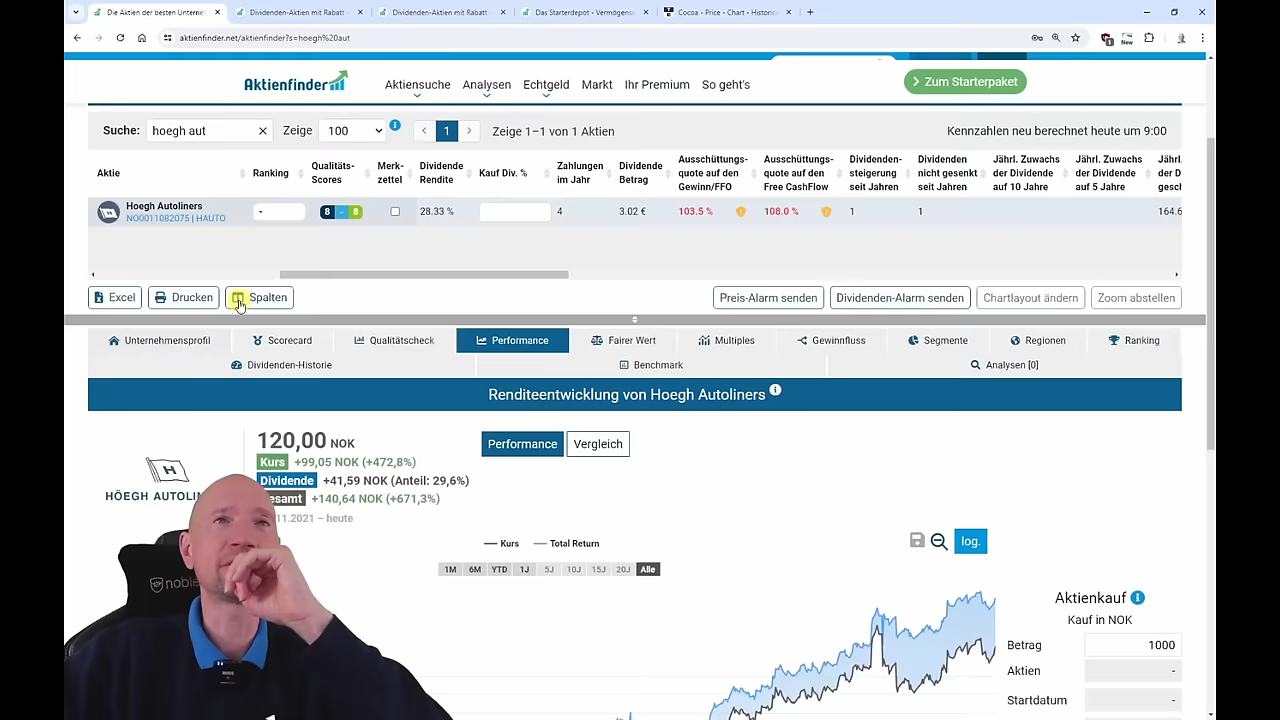 Die Aktien der besten Unterne
Dividenden-Aktien mit Rabatt
Dividenden-Aktien mit Rabatt
Das Starterdepot - Vermögens
Cocoa - Price - Chart - Historic
aktienfinder.net/aktienfinder?s=hoegh%20aut
New
Aktienfinder
Aktiensuche
Analysen
Echtgeld
Markt
Ihr Premium
So geht's
Zum Starterpaket
Suche:
hoegh aut
Zeige
100
1
Zeige 1–1 von 1 Aktien
Kennzahlen neu berechnet heute um 9:00
Aktie
Ranking
Qualitäts-
Scores
Merk-
zettel
Dividende
Rendite
Kauf Div. %
Zahlungen
im Jahr
Dividende
Betrag
Ausschüttungs-
quote auf den
Gewinn/FFO
Ausschüttungs-
quote auf den
Free CashFlow
Dividenden-
steigerung
seit Jahren
Dividenden
nicht gesenkt
seit Jahren
Jährl. Zuwachs
der Dividende
auf 10 Jahre
Jährl. Zuwachs
der Dividende
auf 5 Jahre
Jährl.
der D
gesch
Hoegh Autoliners
NO0011082075 | HAUTO
-
8 - 8
28.33 %
4
3.02 €
103.5 %
108.0 %
1
1
164.6
Excel
Drucken
Spalten
Preis-Alarm senden
Dividenden-Alarm senden
Chartlayout ändern
Zoom abstellen
Unternehmensprofil
Scorecard
Qualitätscheck
Performance
Fairer Wert
Multiples
Gewinnfluss
Segmente
Regionen
Ranking
Dividenden-Historie
Benchmark
Analysen [0]
Renditeentwicklung von Hoegh Autoliners
120,00 NOK
Kurs +99,05 NOK (+472,8%)
Dividende +41,59 NOK (Anteil: 29,6%)
esamt +140,64 NOK (+671,3%)
.11.2021 – heute
HÖEGH AUTOLIN
Performance
Vergleich
Kurs
Total Return
log.
1M
6M
YTD
1J
5J
10J
15J
20J
Alle
Aktienkauf
Kauf in NOK
Betrag
1000
Aktien
-
Startdatum
-
noble